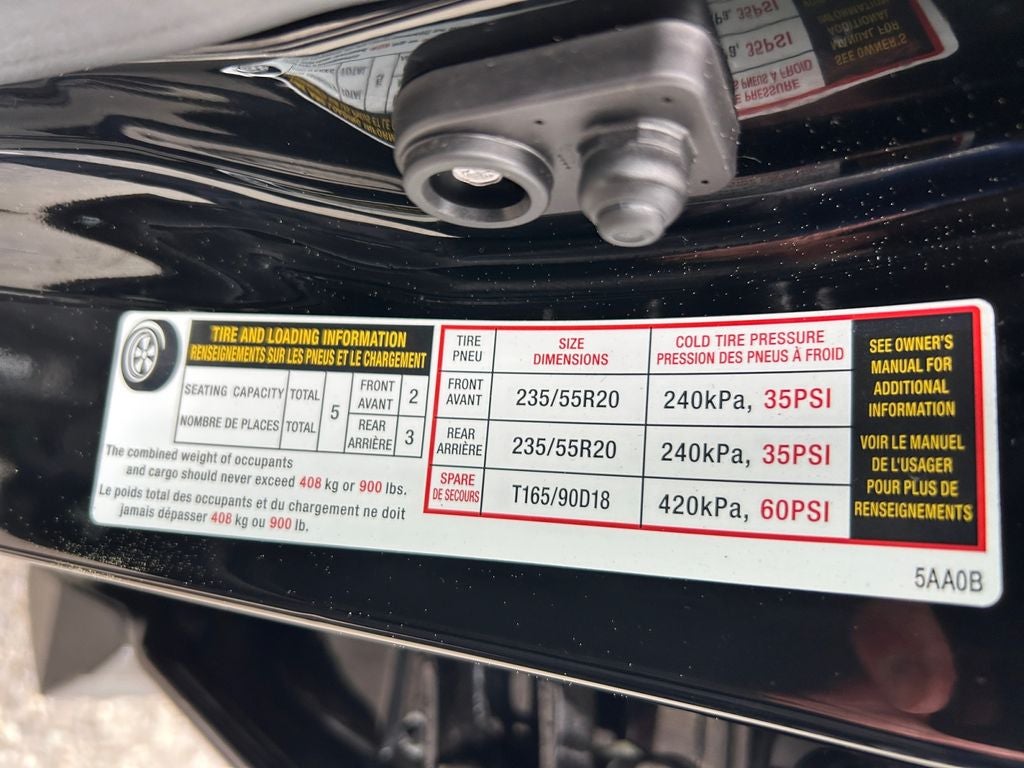 TIRE AND LOADING INFORMATION
RENSEIGNEMENTS SUR LES PNEUS ET LE CHARGEMENT
SEATING CAPACITY TOTAL
NOMBRE DE PLACES TOTAL
5
FRONT
AVANT
2
REAR
ARRIÈRE
3
The combined weight of occupants
and cargo should never exceed 408 kg or 900 lbs.
Le poids total des occupants et du chargement ne doit
jamais dépasser 408 kg ou 900 lb.
TIRE
PNEU
SIZE
DIMENSIONS
COLD TIRE PRESSURE
PRESSION DES PNEUS À FROID
FRONT
AVANT
235/55R20
240kPa, 35PSI
REAR
ARRIÈRE
235/55R20
240kPa, 35PSI
SPARE
DE SECOURS
T165/90D18
420kPa, 60PSI
SEE OWNER'S
MANUAL FOR
ADDITIONAL
INFORMATION
VOIR LE MANUEL
DE L'USAGER
POUR PLUS DE
RENSEIGNEMENTS
5AA0B